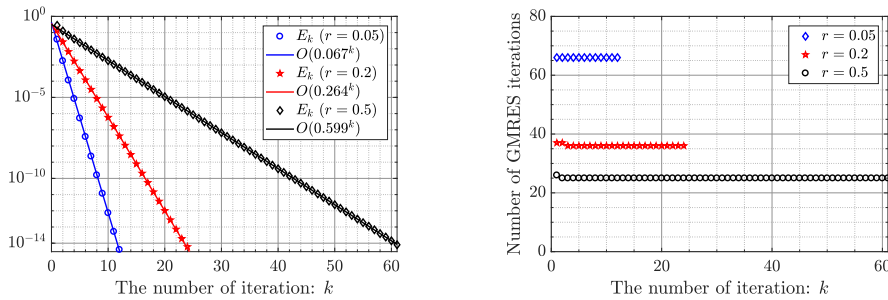 10^0
10^{-5}
10^{-10}
10^{-14}
0 10 20 30 40 50 60
The number of iteration: k
E_k (r = 0.05)
O(0.067^k)
E_k (r = 0.2)
O(0.264^k)
E_k (r = 0.5)
O(0.599^k)
Number of GMRES iterations
80
60
40
20
0
0 20 40 60
The number of iteration: k
r = 0.05
r = 0.2
r = 0.5